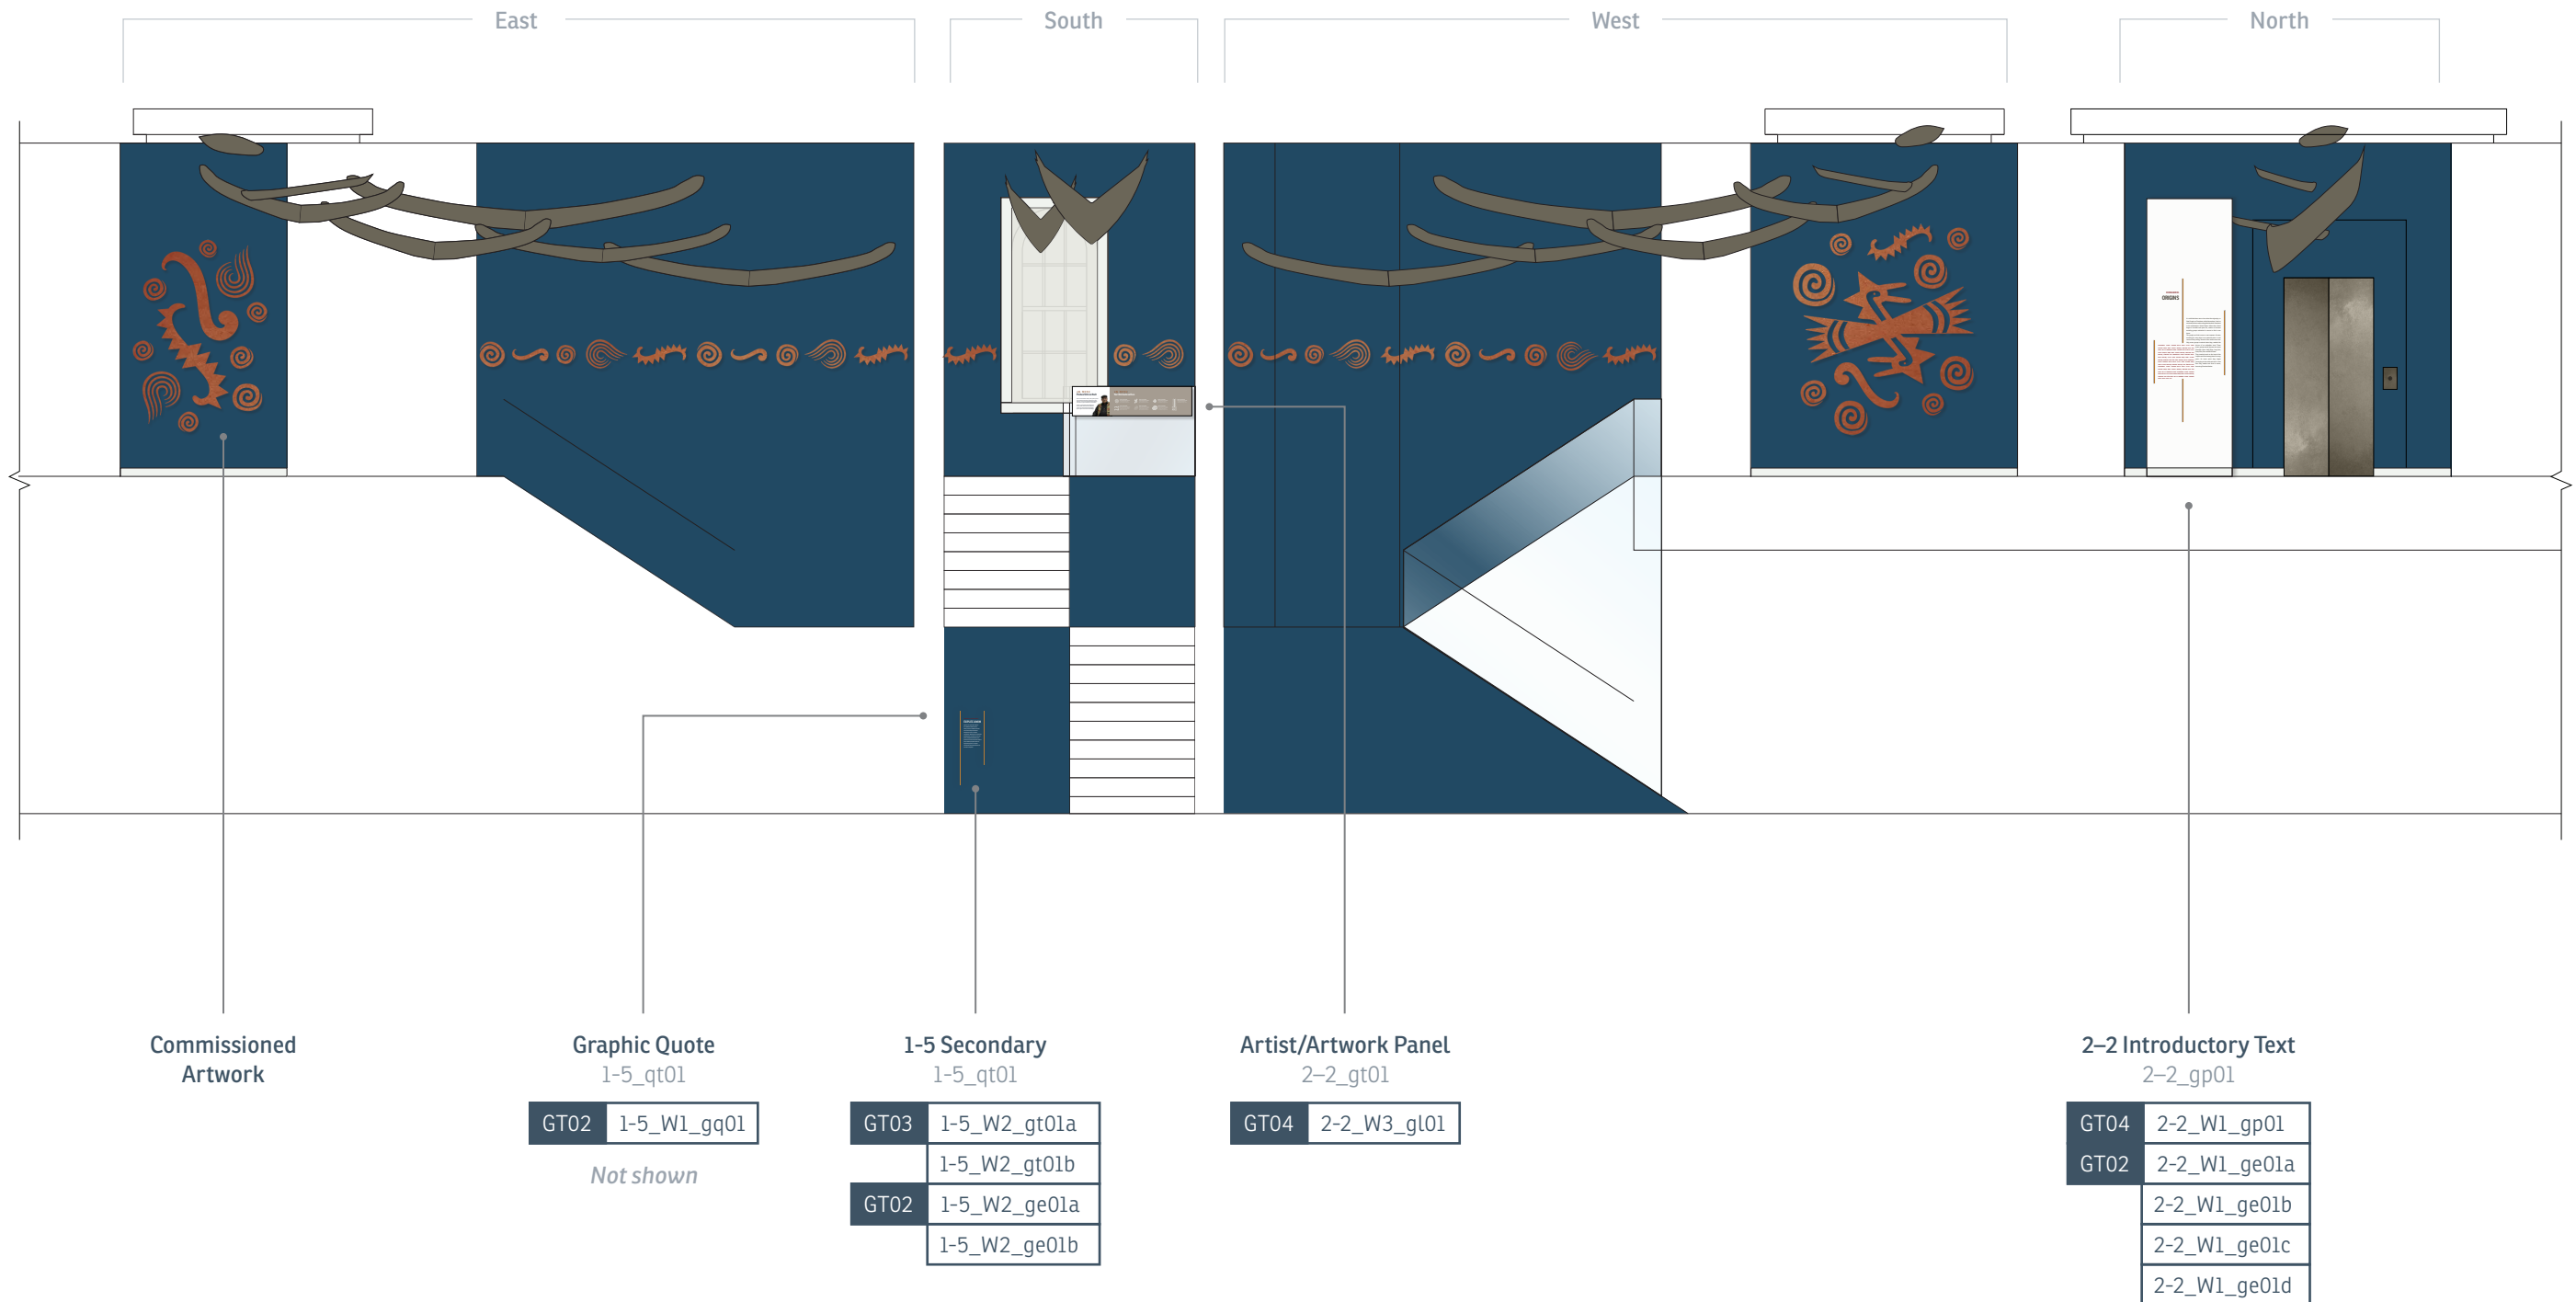 East
South
West
North
ORIGINS
Commissioned
Artwork
Graphic Quote
1-5_qt01
GT02 1-5_W1_gq01
Not shown
1-5 Secondary
1-5_qt01
GT03 1-5_W2_gt01a
1-5_W2_gt01b
GT02 1-5_W2_ge01a
1-5_W2_ge01b
Artist/Artwork Panel
2–2_gt01
GT04 2-2_W3_gl01
2–2 Introductory Text
2–2_gp01
GT04 2-2_W1_gp01
GT02 2-2_W1_ge01a
2-2_W1_ge01b
2-2_W1_ge01c
2-2_W1_ge01d